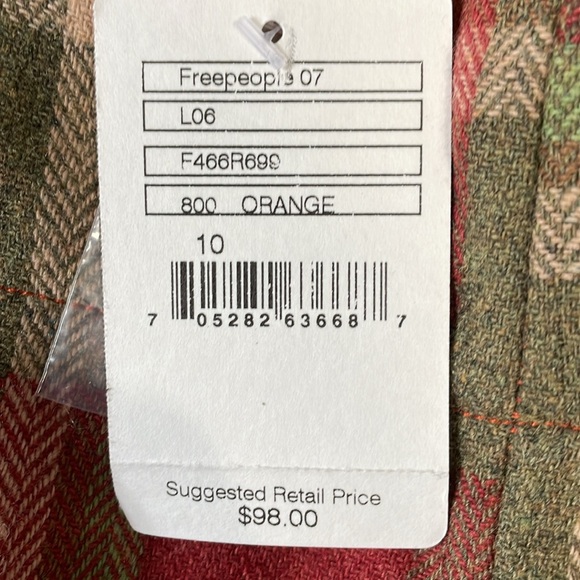 Freepeople 07
L06
F466R699
800 ORANGE
10
7 05282 63668 7
Suggested Retail Price
$98.00